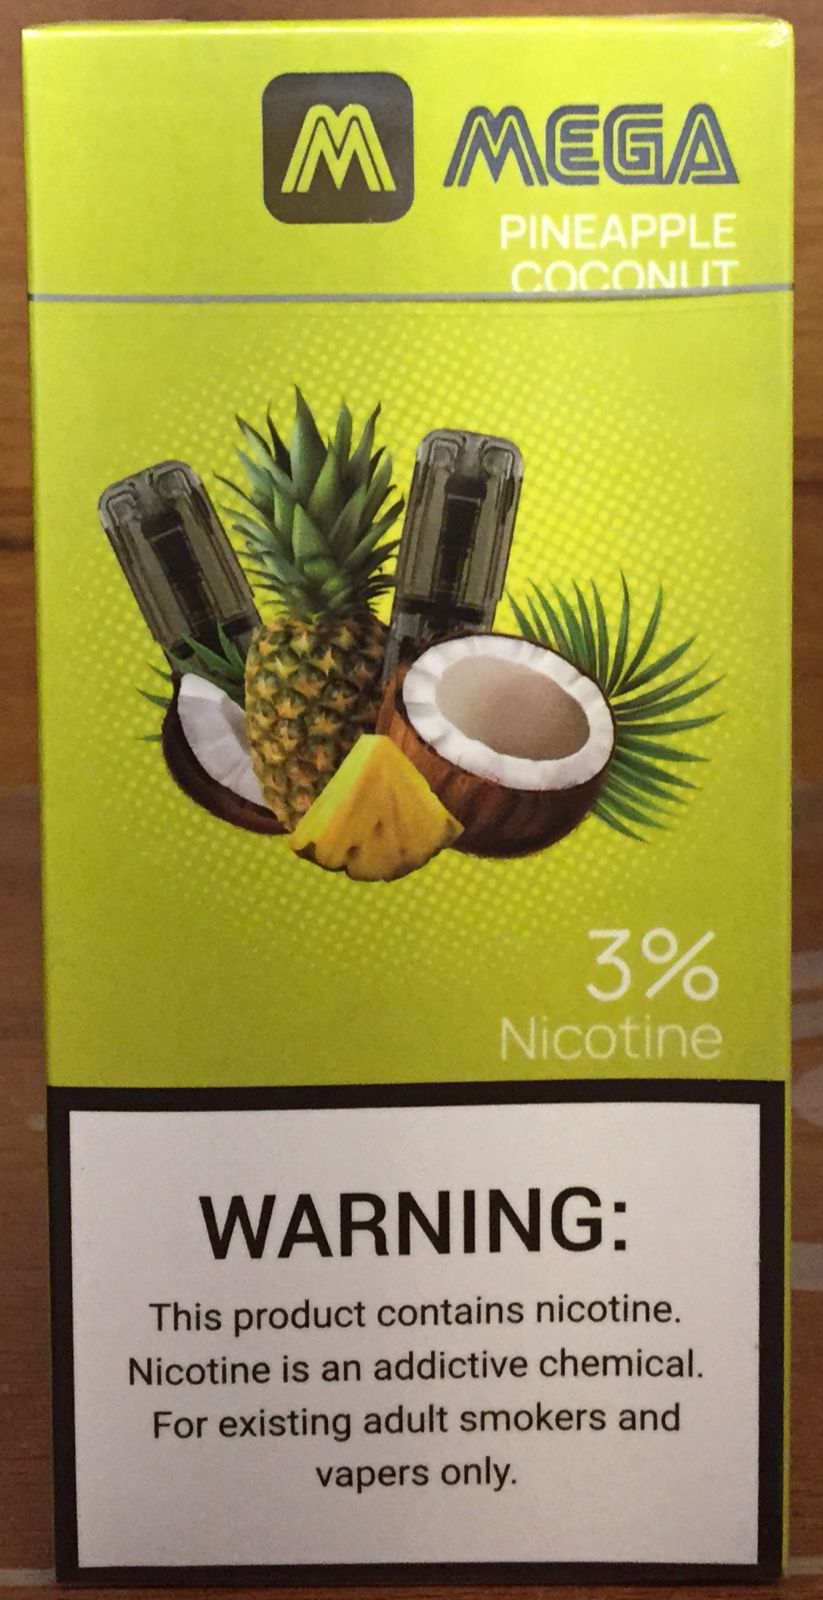 M MEGA
PINEAPPLE
COCONUT
3%
Nicotine
WARNING:
This product contains nicotine.
Nicotine is an addictive chemical.
For existing adult smokers and
vapers only.